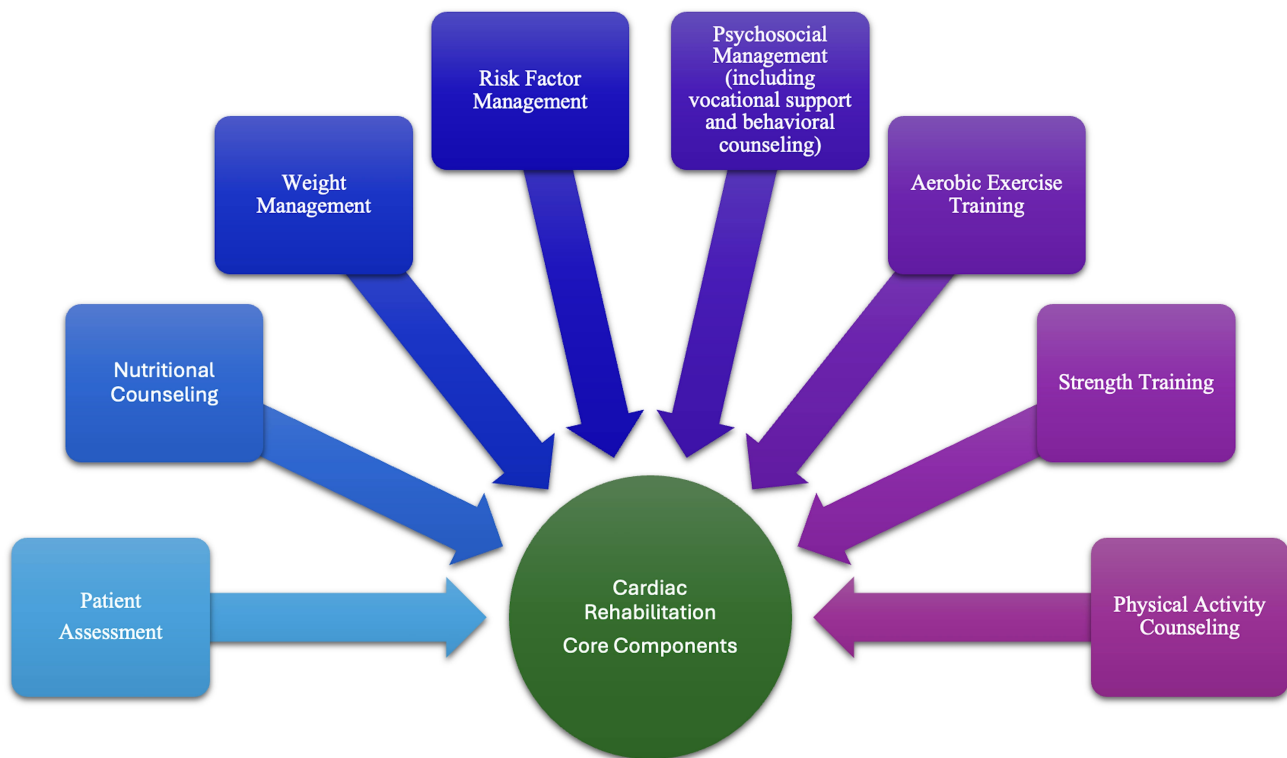 Patient
Assessment
Nutritional
Counseling
Weight
Management
Risk Factor
Management
Psychosocial
Management
(including
vocational support
and behavioral
counseling)
Aerobic Exercise
Training
Strength Training
Physical Activity
Counseling
Cardiac
Rehabilitation
Core Components